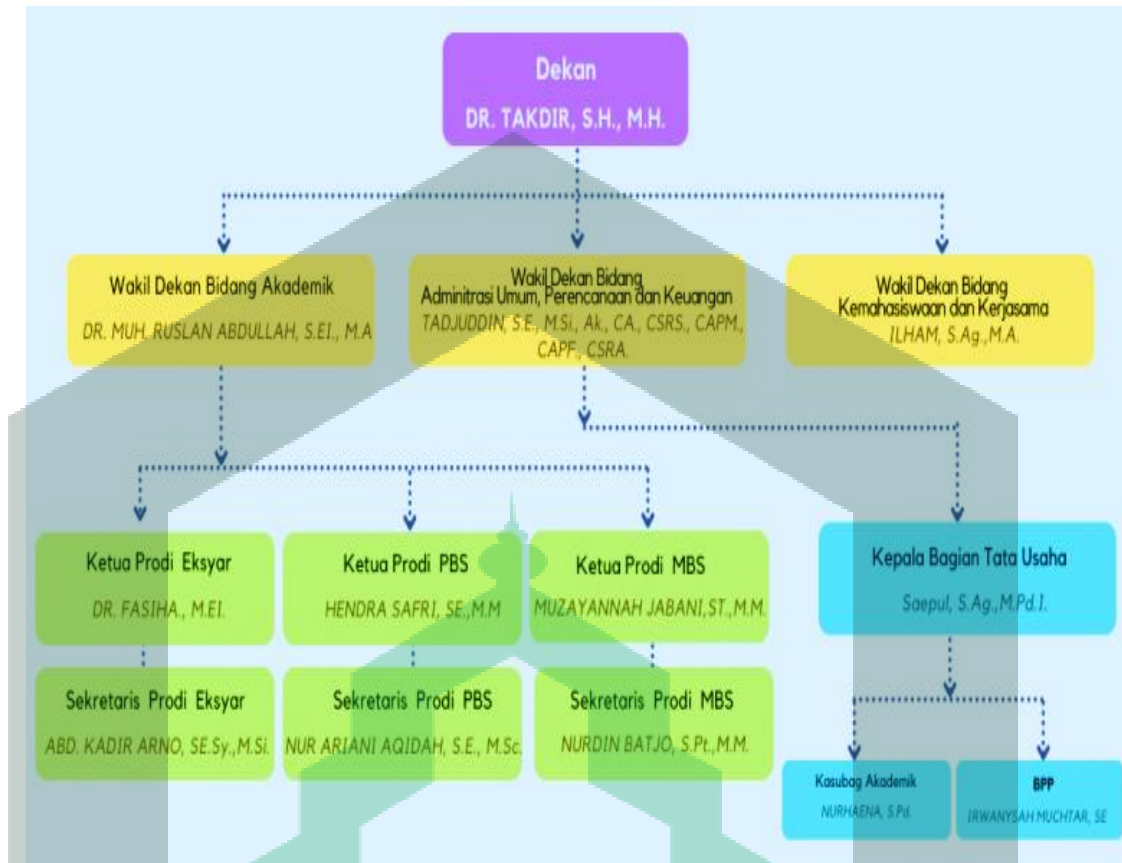 Dekan
DR. TAKDIR, S.H., M.H.
Wakil Dekan Bidang Akademik
DR. MUH. RUSLAN ABDULLAH, S.EI., M.A
Wakil Dekan Bidang
Adminitrasi Umum, Perencanaan dan Keuangan
TADJUDDIN, S.E., M.Si., Ak., CA., CSRS., CAPM.,
CAPF., CSRA.
Wakil Dekan Bidang
Kemahasiswaan dan Kerjasama
ILHAM, S.Ag.,M.A.
Ketua Prodi Eksyar
DR. FASIHA., M.EI.
Ketua Prodi PBS
HENDRA SAFRI, SE.,M.M
Ketua Prodi MBS
MUZAYANNAH JABANI,ST.,M.M.
Kepala Bagian Tata Usaha
Saepul, S.Ag.,M.Pd.I.
Sekretaris Prodi Eksyar
ABD. KADIR ARNO, SE.Sy.,M.Si.
Sekretaris Prodi PBS
NUR ARIANI AQIDAH, S.E., M.Sc.
Sekretaris Prodi MBS
NURDIN BATJO, S.Pt.,M.M.
Kasubag Akademik
NURHAENA, S.Pd.
BPP
IRWANYSAH MUCHTAR, SE